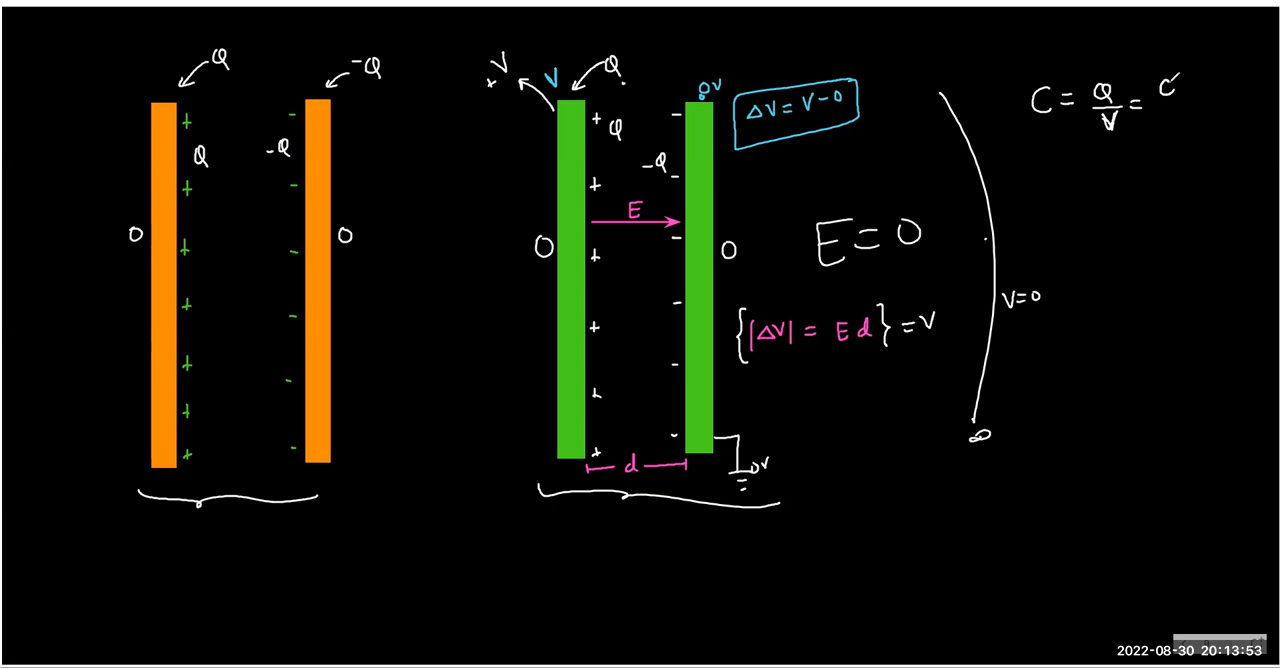 Q
-Q
Q
-Q
0
0
+V
V
Q
0V
ΔV = V - 0
Q
-Q
E
0
0
E = 0
{|ΔV| = Ed} = V
d
0V
V=0
∞
C = Q/V = C
2022-08-30 20:13:53